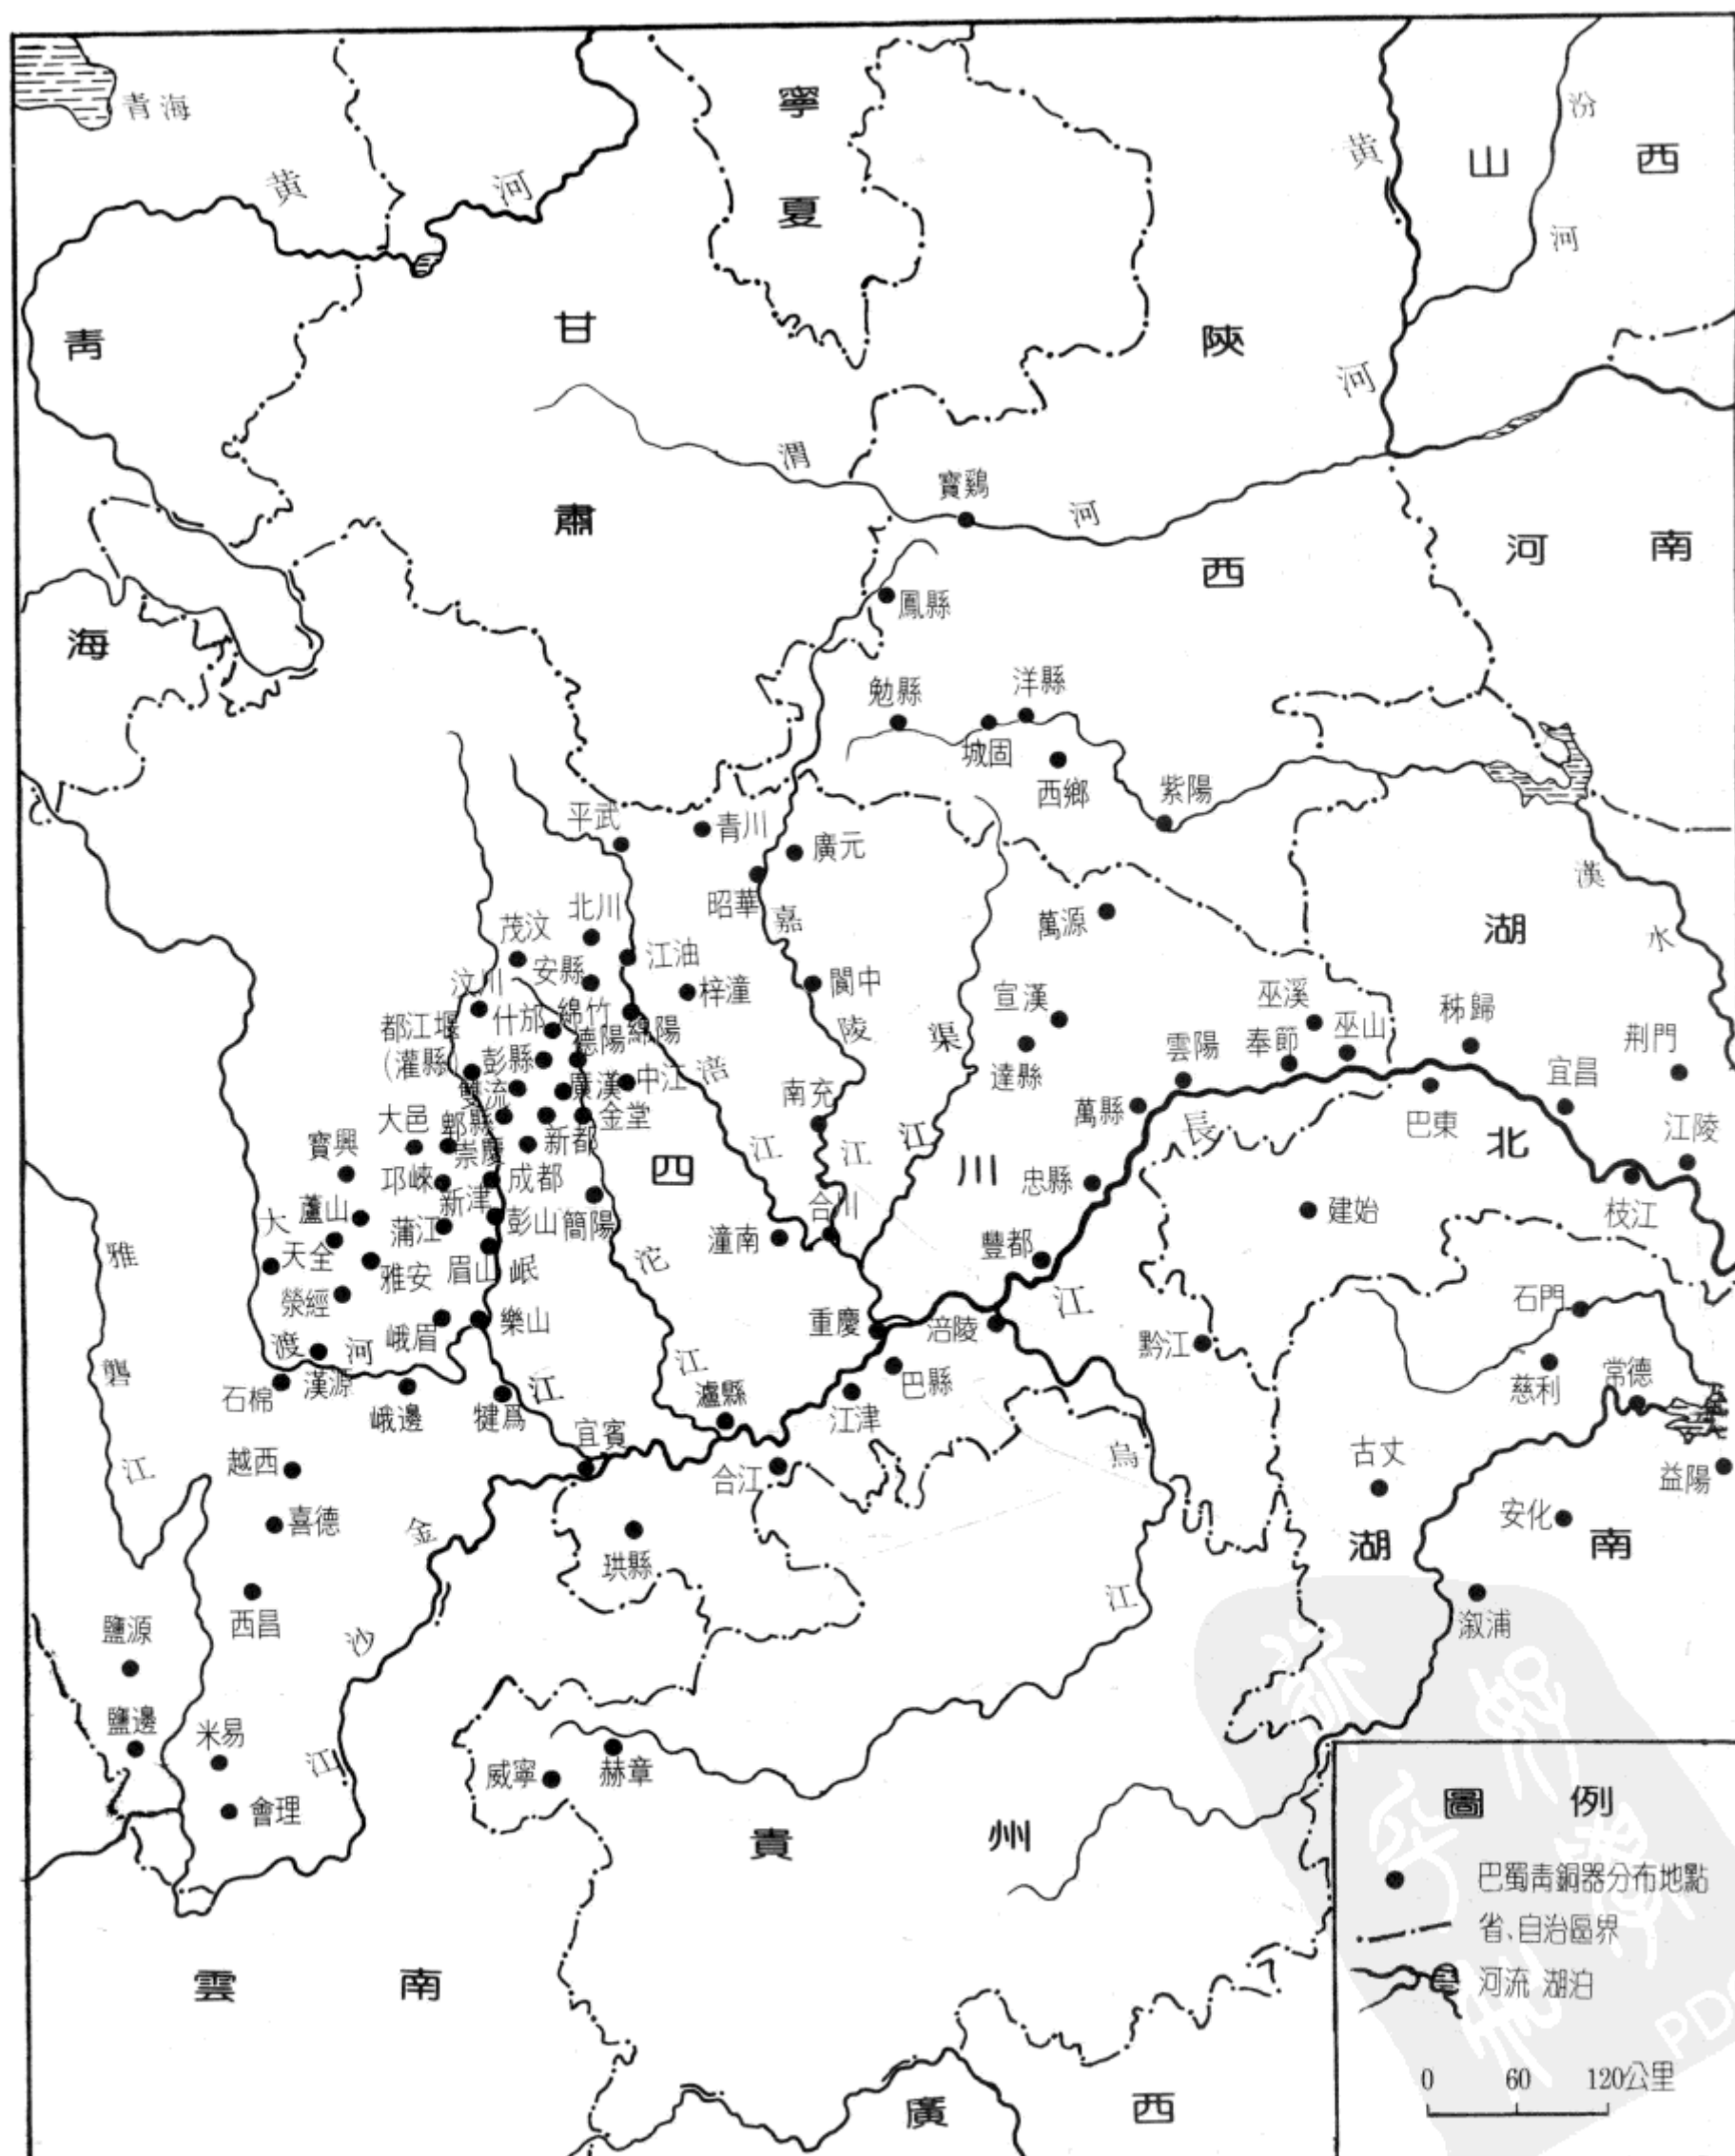 青海
黄
河
寧
夏
黄
河
汾
河
山 西
青
海
甘
肅
陝
西
渭
河
寶鷄
河 南
鳳縣
勉縣
洋縣
城固
西鄉
紫陽
平武
青川
廣元
昭華
嘉
陵
江
漢
水
湖
北
萬源
北川
茂汶
安縣
江油
梓潼
閬中
汶川
什邡
綿竹
綿陽
德陽
都江堰
(灌縣)
彭縣
廣漢
中江
涪
江
宣漢
達縣
渠
江
巫溪
巫山
奉節
雲陽
秭歸
荆門
宜昌
雙流
大邑
郫縣
金堂
新都
崇慶
南充
萬縣
長
江
巴東
江陵
寶興
邛崍
新津
成都
四
川
忠縣
建始
枝江
蘆山
大
渡
河
蒲江
彭山
簡陽
沱
江
潼南
合川
豐都
天全
雅安
眉山
岷
江
滎經
峨眉
樂山
重慶
涪陵
黔江
石門
雅
礱
江
石棉
漢源
峨邊
犍爲
宜賓
瀘縣
江津
巴縣
慈利
常德
越西
合江
烏
江
古丈
益陽
喜德
金
沙
江
珙縣
安化
湖
南
西昌
溆浦
鹽源
鹽邊
米易
會理
威寧
赫章
貴
州
雲
南
廣
西
圖 例
巴蜀青銅器分布地點
省、自治區界
河流 湖泊
0 60 120公里
PD